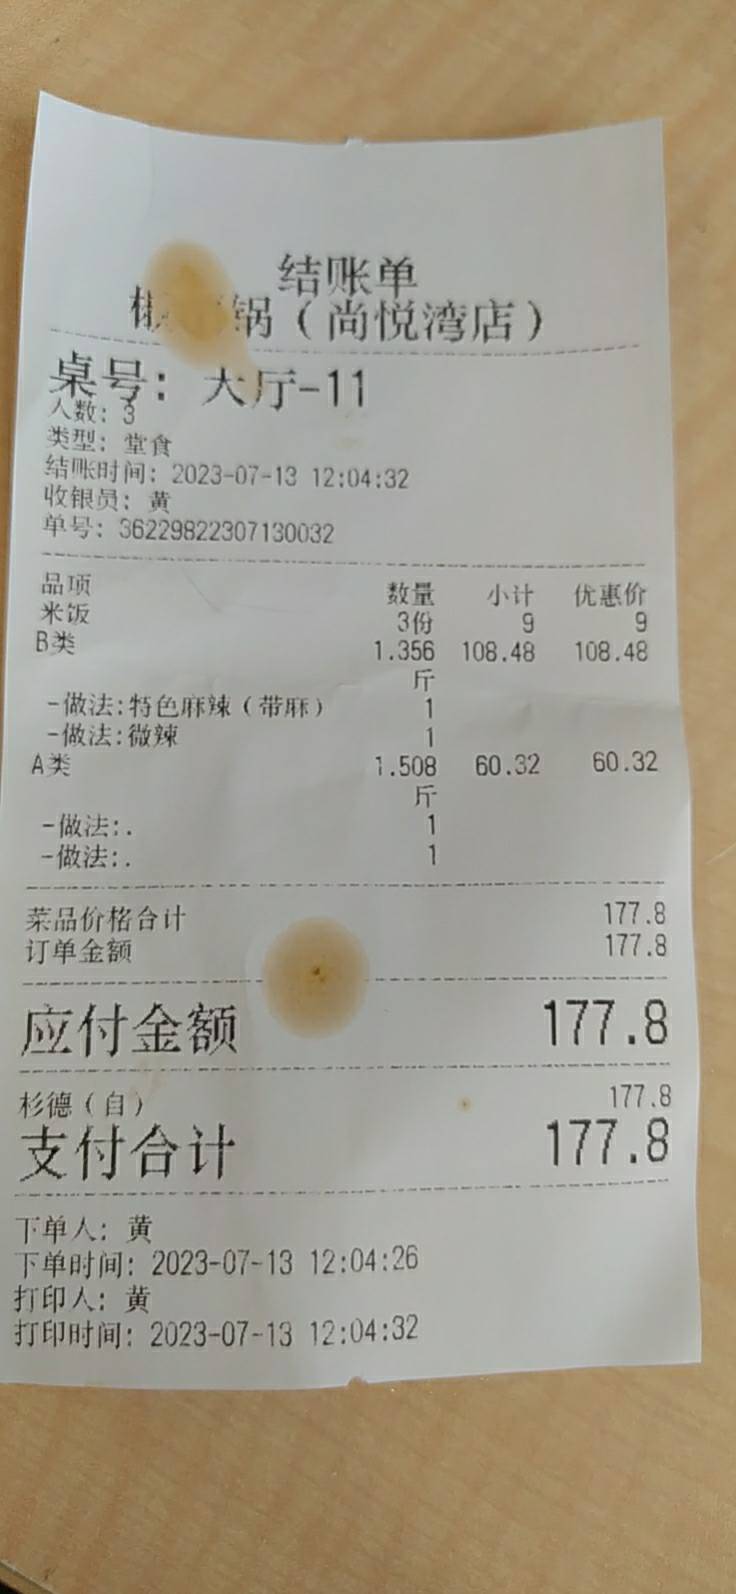 结账单
锅（尚悦湾店）
桌号: 大厅-11
人数: 3
类型: 堂食
结账时间: 2023-07-13 12:04:32
收银员: 黄
单号: 36229822307130032
品项 数量 小计 优惠价
米饭 3份 9 9
B类 1.356 108.48 108.48
斤
-做法:特色麻辣（带麻） 1
-做法:微辣 1
A类 1.508 60.32 60.32
斤
-做法:. 1
-做法:. 1
菜品价格合计 177.8
订单金额 177.8
应付金额 177.8
杉德（自） 177.8
支付合计 177.8
下单人: 黄
下单时间: 2023-07-13 12:04:26
打印人: 黄
打印时间: 2023-07-13 12:04:32